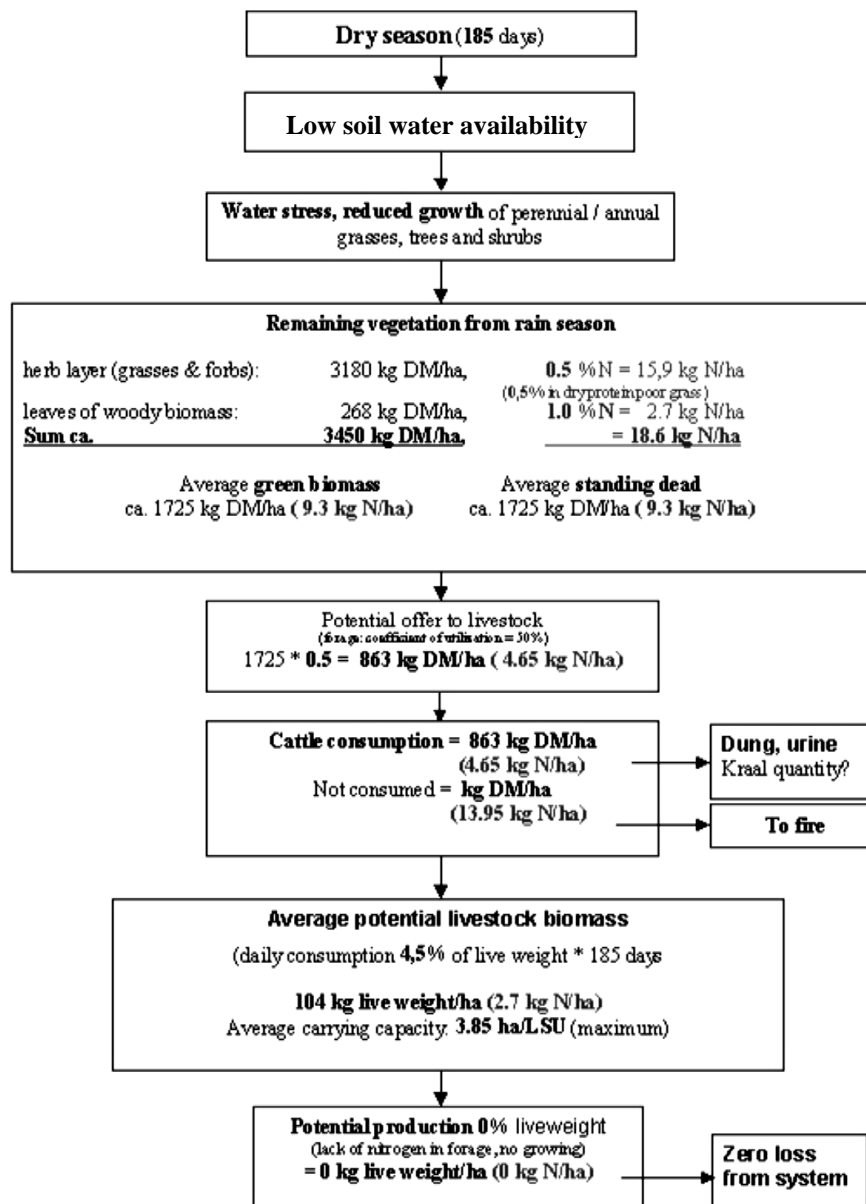 Dry season (185 days)
Low soil water availability
Water stress, reduced growth of perennial / annual
grasses, trees and shrubs
Remaining vegetation from rain season
herb layer (grasses & forbs): 3180 kg DM/ha, 0.5 %N = 15,9 kg N/ha
(0,5% in dryproteinpoor grass)
leaves of woody biomass: 268 kg DM/ha, 1.0 %N = 2.7 kg N/ha
Sum ca. 3450 kg DM/ha, = 18.6 kg N/ha
Average green biomass
ca. 1725 kg DM/ha ( 9.3 kg N/ha)
Average standing dead
ca. 1725 kg DM/ha ( 9.3 kg N/ha)
Potential offer to livestock
(forage: coefficient of utilisation = 50%)
1725 * 0.5 = 863 kg DM/ha ( 4.65 kg N/ha)
Cattle consumption = 863 kg DM/ha
(4.65 kg N/ha)
Not consumed = kg DM/ha
(13.95 kg N/ha)
Dung, urine
Kraal quantity?
To fire
Average potential livestock biomass
(daily consumption 4,5% of live weight * 185 days
104 kg live weight/ha (2.7 kg N/ha)
Average carrying capacity. 3.85 ha/LSU (maximum)
Potential production 0% liveweight
(lack of nitrogen in forage, no growing)
= 0 kg live weight/ha (0 kg N/ha)
Zero loss
from system